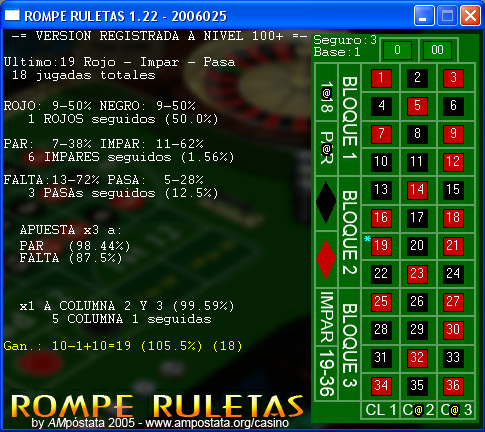 ROMPE RULETAS 1.22 - 2006025
-= VERSION REGISTRADA A NIVEL 100+ =-
Ultimo:19 Rojo - Impar - Pasa
18 jugadas totales
ROJO: 9-50% NEGRO: 9-50%
1 ROJOS seguidos (50.0%)
PAR: 7-38% IMPAR: 11-62%
6 IMPARES seguidos (1.56%)
FALTA:13-72% PASA: 5-28%
3 PASAs seguidos (12.5%)
APUESTA x3 a:
PAR (98.44%)
FALTA (87.5%)
x1 A COLUMNA 2 Y 3 (99.59%)
5 COLUMNA 1 seguidas
Gan.: 10-1+10=19 (105.5%) (18)
ROMPE RULETAS
by AMpóstata 2005 - www.ampostata.org/casino
Seguro:3
Base:1
0 00
1@18 P@R
IMPAR 19-36
BLOQUE 1
BLOQUE 2
BLOQUE 3
1 2 3
4 5 6
7 8 9
10 11 12
13 14 15
16 17 18
*19 20 21
22 23 24
25 26 27
28 29 30
31 32 33
34 35 36
CL 1 C@ 2 C@ 3